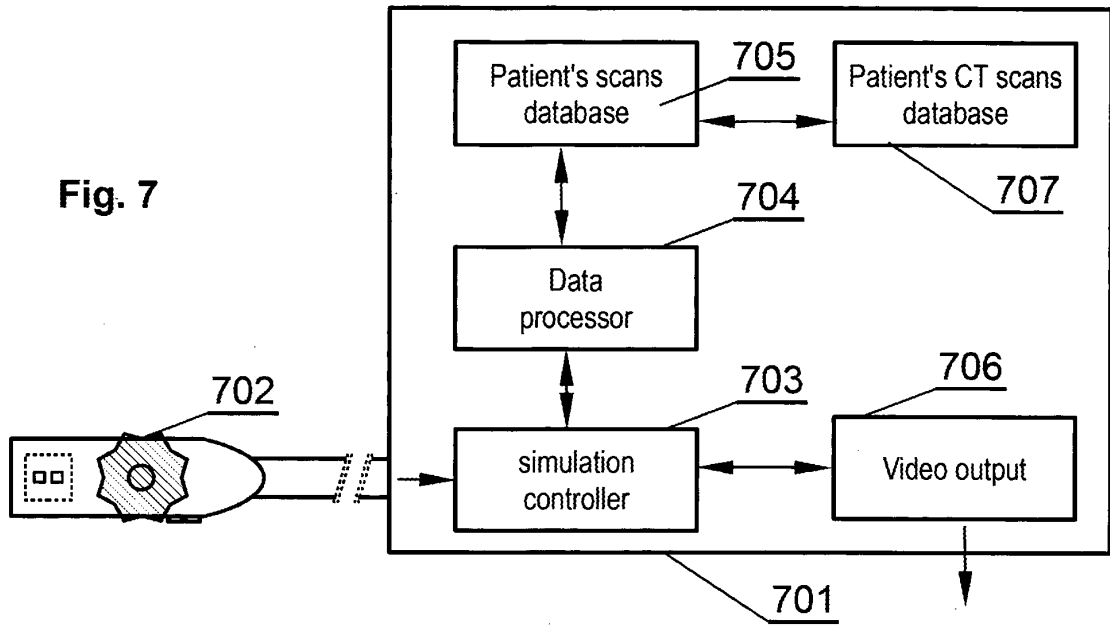 705
Patient's scans
database
Patient's CT scans
database
707
Fig. 7
704
Data
processor
702
703
706
simulation
controller
Video output
701